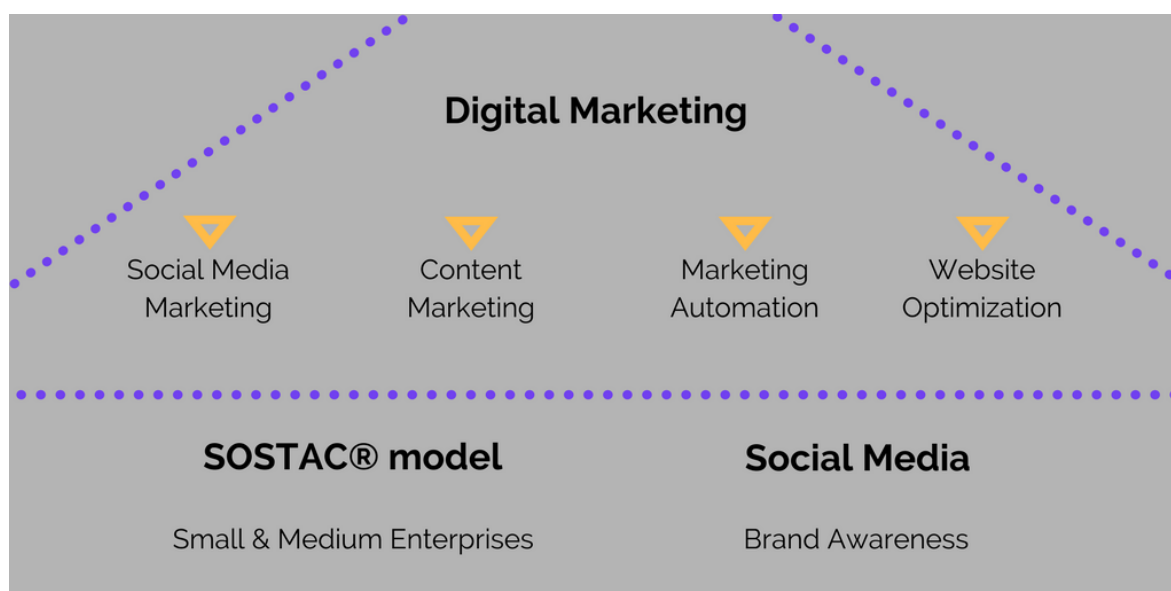 Digital Marketing
Social Media
Marketing
Content
Marketing
Marketing
Automation
Website
Optimization
SOSTAC® model
Social Media
Small & Medium Enterprises
Brand Awareness